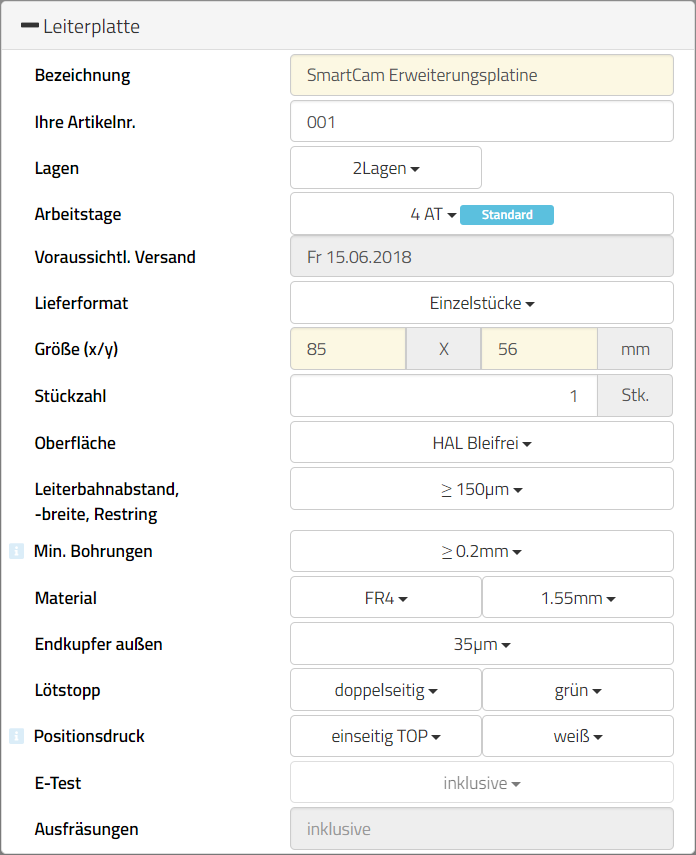 Leiterplatte
Bezeichnung SmartCam Erweiterungsplatine
Ihre Artikelnr. 001
Lagen 2Lagen
Arbeitstage 4 AT Standard
Voraussichtl. Versand Fr 15.06.2018
Lieferformat Einzelstücke
Größe (x/y) 85 X 56 mm
Stückzahl 1 Stk.
Oberfläche HAL Bleifrei
Leiterbahnabstand, ≥ 150µm
-breite, Restring
i Min. Bohrungen ≥ 0.2mm
Material FR4 1.55mm
Endkupfer außen 35µm
Lötstopp doppelseitig grün
i Positionsdruck einseitig TOP weiß
E-Test inklusive
Ausfräsungen inklusive